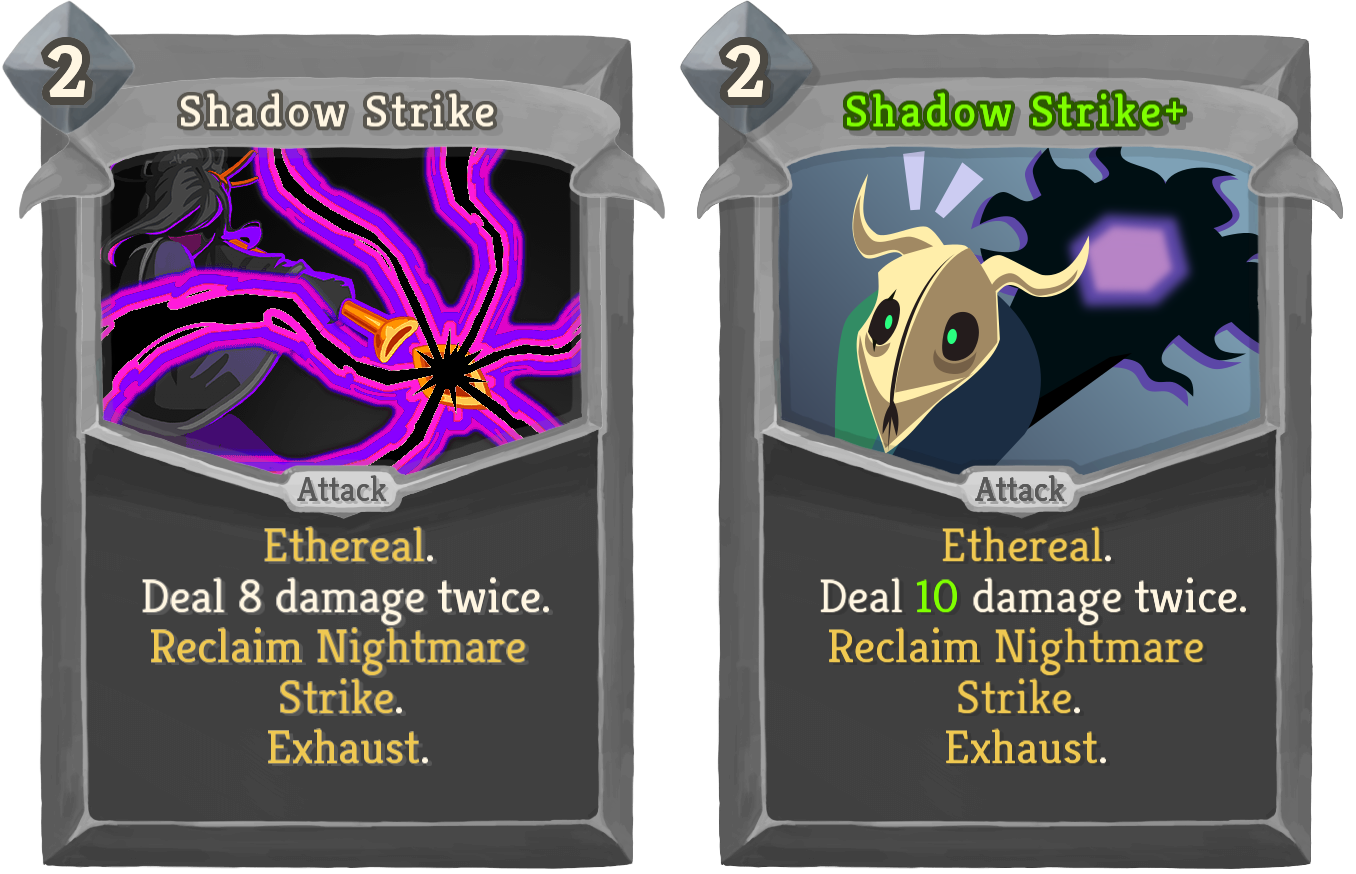 2
Shadow Strike
Attack
Ethereal.
Deal 8 damage twice.
Reclaim Nightmare
Strike.
Exhaust.
2
Shadow Strike+
Attack
Ethereal.
Deal 10 damage twice.
Reclaim Nightmare
Strike.
Exhaust.